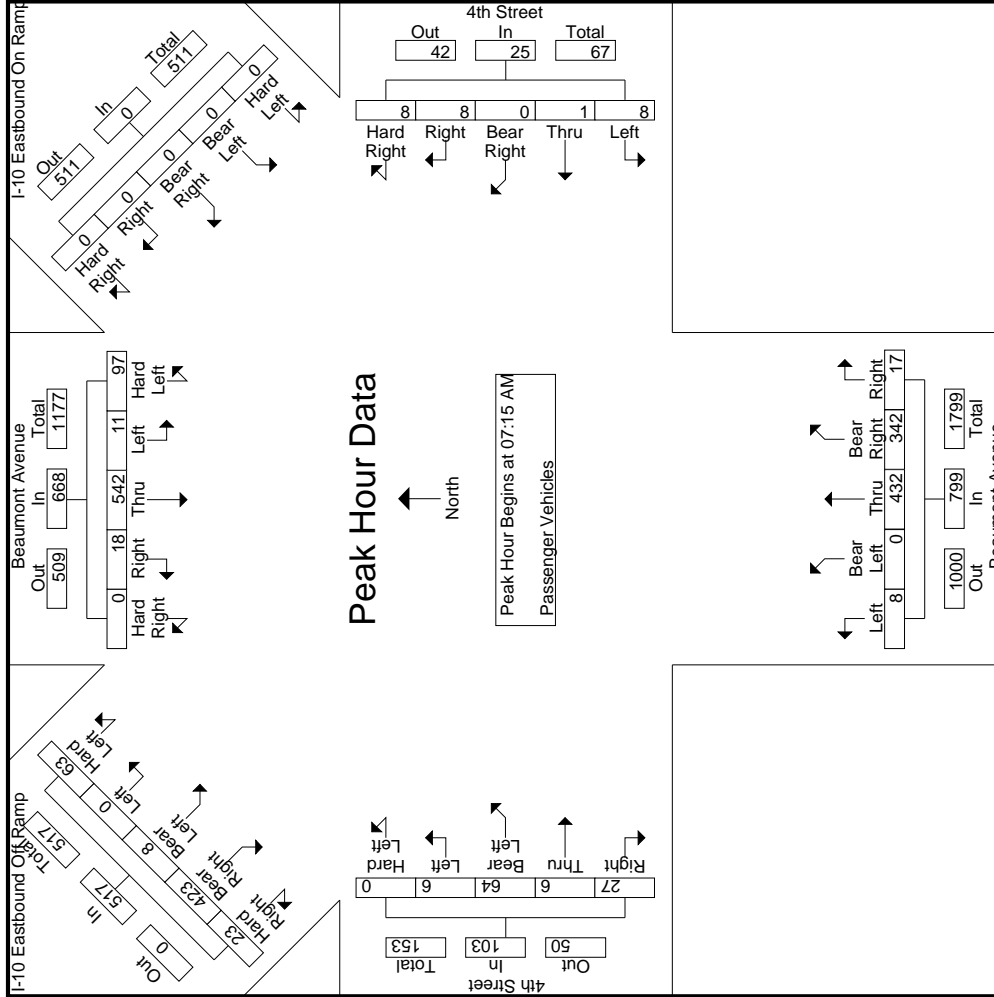 I-10 Eastbound On Ramp
Out In Total
511 0 511
0 0 0 0 0
Hard Right
Right
Bear Right
Bear Left
Hard Left
4th Street
Out In Total
42 25 67
8 8 0 1 8
Hard Right
Right
Bear Right
Thru
Left
Beaumont Avenue
Out In Total
509 668 1177
0 18 542 11 97
Hard Right
Right
Thru
Left
Hard Left
Peak Hour Data
North
Peak Hour Begins at 07:15 AM
Passenger Vehicles
Left
Bear Left
Thru
Bear Right
Right
8 0 432 342 17
1000 799 1799
Out In Total
Beaumont Avenue
I-10 Eastbound Off Ramp
Total In Out
517 517 0
63 0 8 423 23
Hard Left
Left
Bear Left
Bear Right
Hard Right
Hard Left
Left
Bear Left
Thru
Right
0 6 64 6 27
153 103 50
Total In Out
4th Street